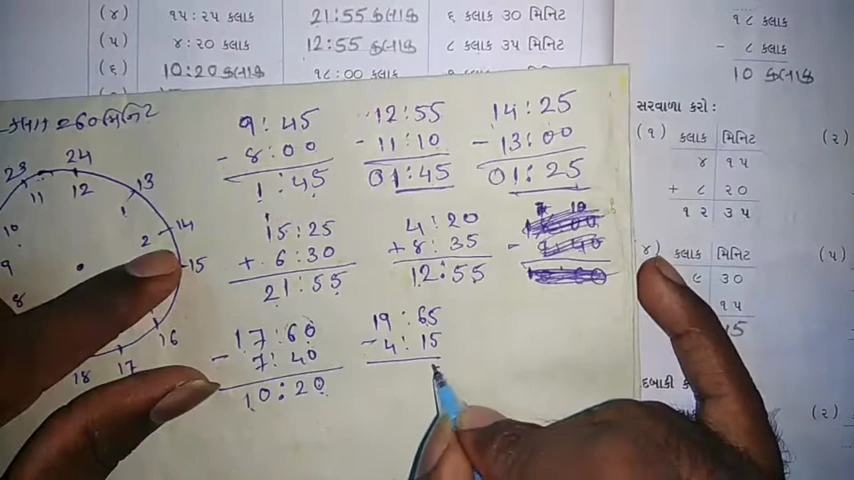 (૪) ૧૫:૨૫ કલાક 21:55 કલાક ૬ કલાક 30 મિનિટ
(૫) ૪:૨0 કલાક 12:55 કલાક ૮ કલાક ૩૫ મિનિટ
(૬) 10:20 કલાક ૧૮:00 કલાક
૧૮ કલાક
- ૮ કલાક
10 કલાક
કલાક = 60 મિનિટ
23 24 13 14 15 16 17 18
11 12 1 2
10 9 8
9:45
- 8:00
1:45
12:55
- 11:10
01:45
14:25
- 13:00
01:25
15:25
+ 6:30
21:55
4:20
+8:35
12:55
17:60
- 7:40
10:20
19:65
- 4:15
સરવાળા કરો:
(૧) કલાક મિનિટ
૪ ૧૫
+ ૮ ૨0
૧૨ ૩૫
(૨)
૪) કલાક મિનિટ
૯ 30
૧૫
(૫)
(૨)